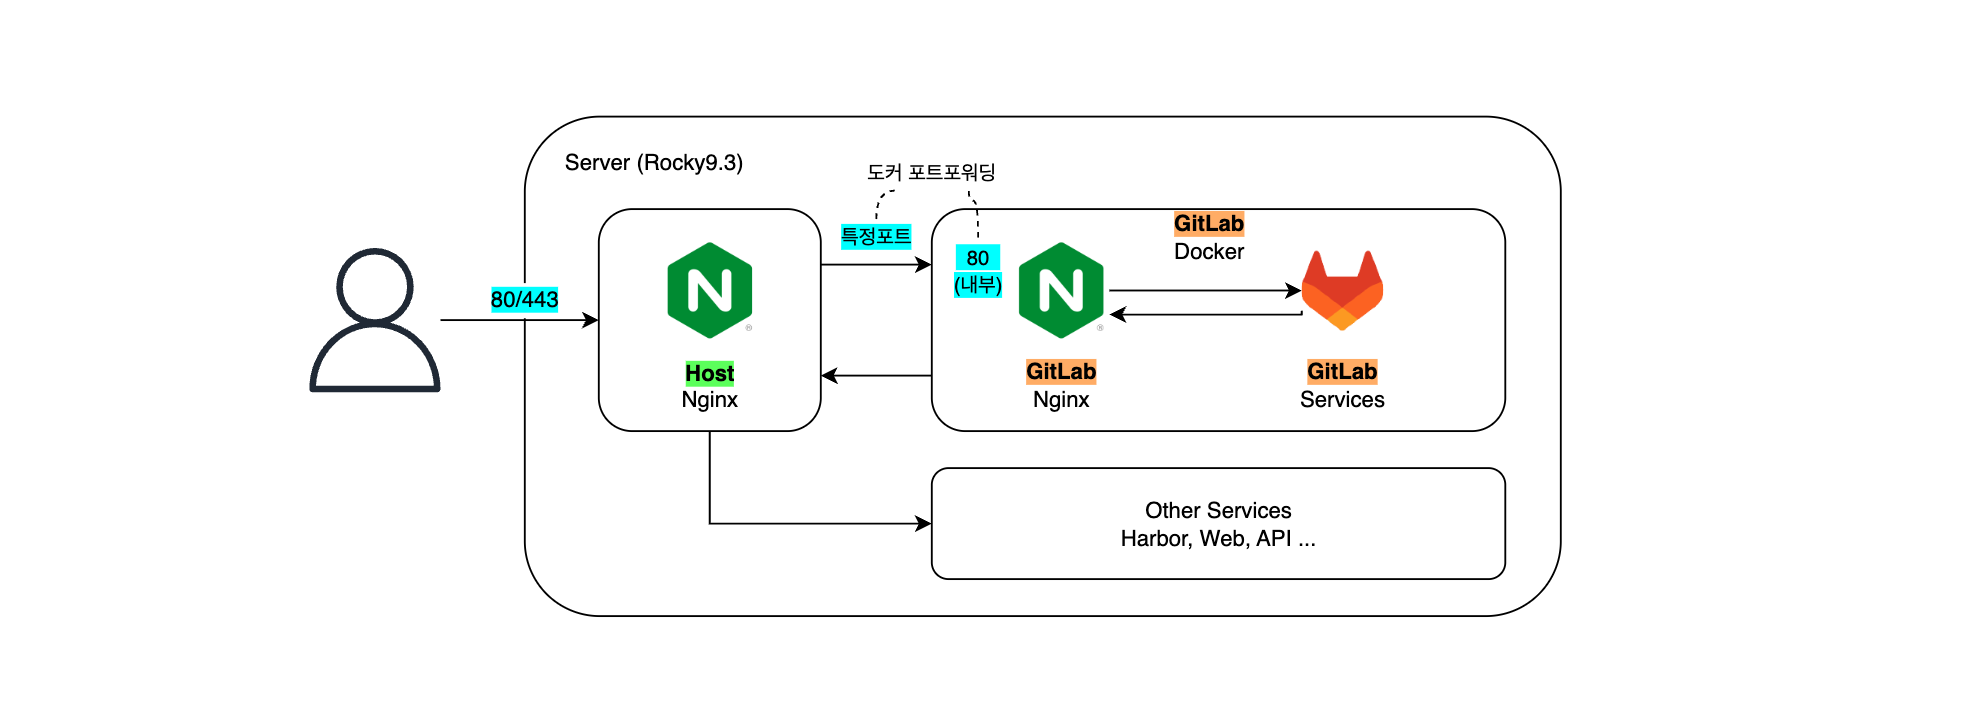 Server (Rocky9.3)
도커 포트포워딩
GitLab
Docker
특정포트
80
(내부)
80/443
N
N
Host
Nginx
GitLab
Nginx
GitLab
Services
Other Services
Harbor, Web, API ...